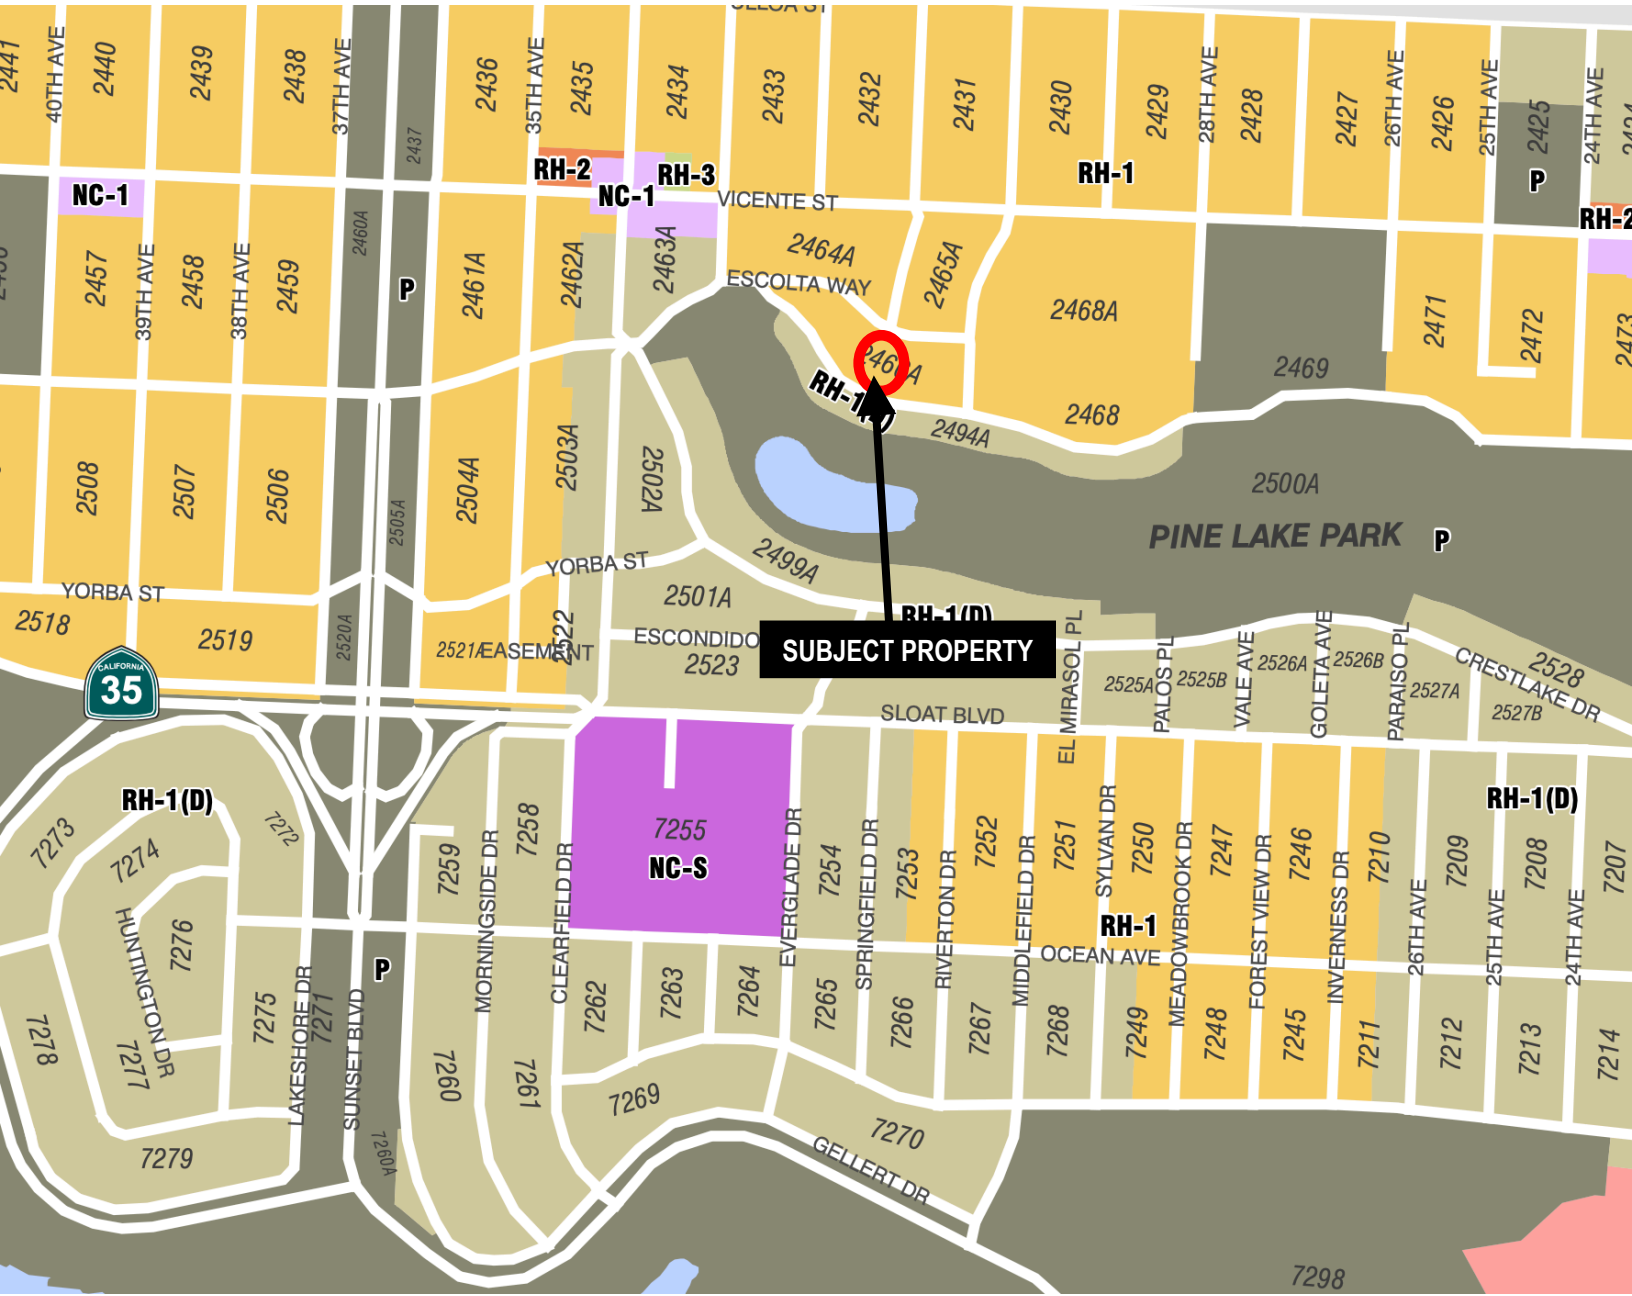 2441
40TH AVE
2440
2439
2438
37TH AVE
2437
2436
35TH AVE
2435
2434
2433
2432
2431
2430
2429
28TH AVE
2428
2427
26TH AVE
2426
25TH AVE
2425
24TH AVE
P
RH-2
NC-1
RH-3
RH-1
NC-1
VICENTE ST
RH-2
2460A
P
2457
39TH AVE
2458
38TH AVE
2459
2461A
2462A
2463A
2464A
ESCOLTA WAY
2465A
2468A
2471
2472
2473
2469
2468
RH-1(D)
2494A
2508
2507
2506
2505A
2504A
2503A
2502A
2499A
2500A
PINE LAKE PARK
P
YORBA ST
YORBA ST
2518
2519
2520A
2521A
EASEMENT
2522
2501A
ESCONDIDO
2523
RH-1(D)
SUBJECT PROPERTY
EL MIRASOL PL
2525A
PALOS PL
2525B
VALE AVE
2526A
GOLETA AVE
2526B
PARAISO PL
2527A
CRESTLAKE DR
2528
2527B
CALIFORNIA
35
SLOAT BLVD
RH-1(D)
7273
7274
7272
7276
HUNTINGTON DR
7277
7278
7275
7279
LAKESHORE DR
7271
SUNSET BLVD
P
7260A
7259
MORNINGSIDE DR
7258
CLEARFIELD DR
7255
NC-S
EVERGLADE DR
7254
SPRINGFIELD DR
7253
RIVERTON DR
7252
MIDDLEFIELD DR
7251
SYLVAN DR
7250
MEADOWBROOK DR
7247
FOREST VIEW DR
7246
INVERNESS DR
7210
26TH AVE
7209
25TH AVE
7208
24TH AVE
7207
RH-1(D)
RH-1
OCEAN AVE
7260
7261
7262
7263
7264
7265
7266
7267
7268
7249
7248
7245
7211
7212
7213
7214
7269
7270
GELLERT DR
7298